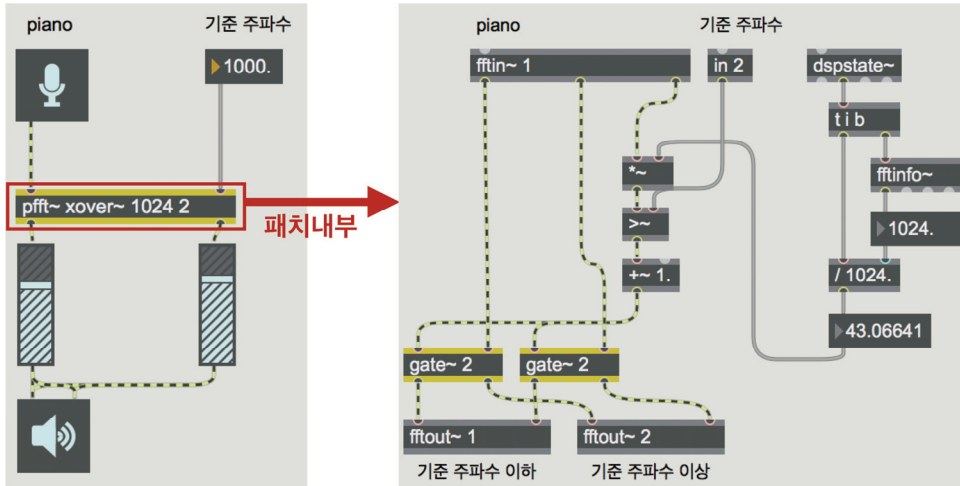 piano
기준 주파수
1000.
pfft~ xover~ 1024 2
패치내부
piano
기준 주파수
fftin~ 1
in 2
dspstate~
t i b
*~
fftinfo~
>~
1024.
+~ 1.
/ 1024.
43.06641
gate~ 2
gate~ 2
fftout~ 1
fftout~ 2
기준 주파수 이하
기준 주파수 이상